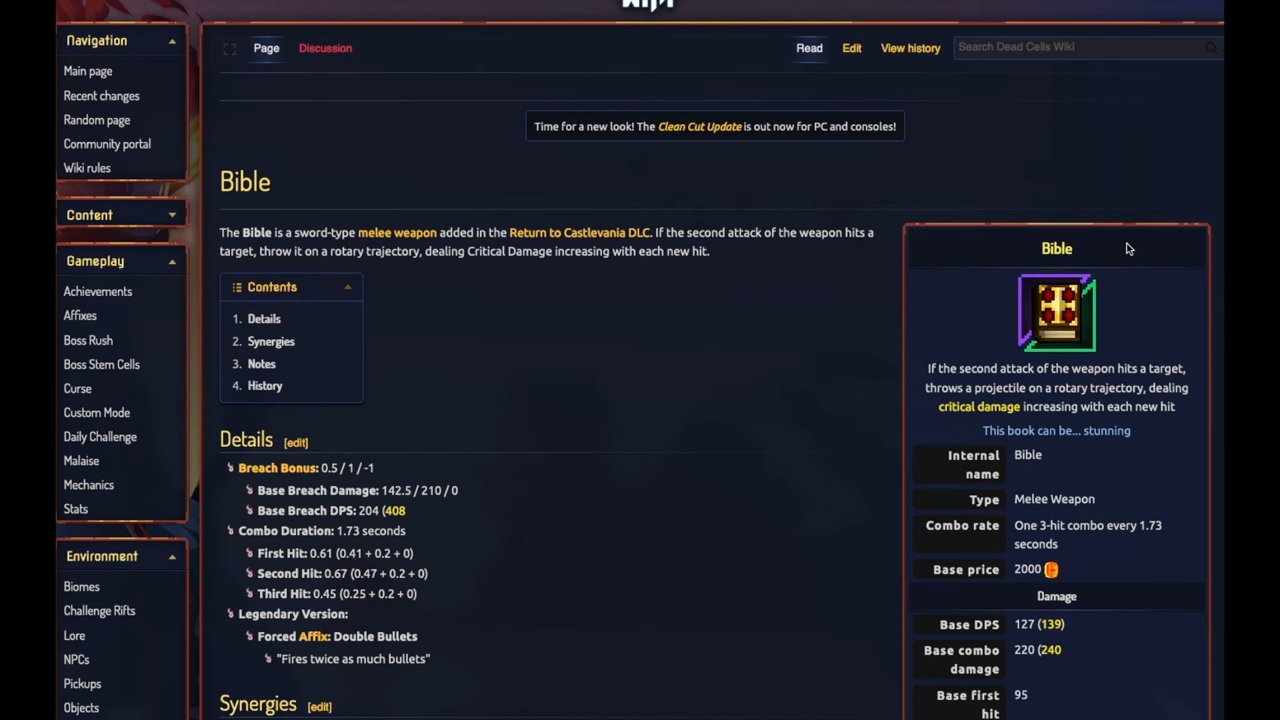 Navigation
Main page
Recent changes
Random page
Community portal
Wiki rules
Content
Gameplay
Achievements
Affixes
Boss Rush
Boss Stem Cells
Curse
Custom Mode
Daily Challenge
Malaise
Mechanics
Stats
Environment
Biomes
Challenge Rifts
Lore
NPCs
Pickups
Objects
Page
Discussion
Read
Edit
View history
Search Dead Cells Wiki
Time for a new look! The Clean Cut Update is out now for PC and consoles!
Bible
The Bible is a sword-type melee weapon added in the Return to Castlevania DLC. If the second attack of the weapon hits a
target, throw it on a rotary trajectory, dealing Critical Damage increasing with each new hit.
Contents
1. Details
2. Synergies
3. Notes
4. History
Details [edit]
Breach Bonus: 0.5 / 1 / -1
Base Breach Damage: 142.5 / 210 / 0
Base Breach DPS: 204 (408
Combo Duration: 1.73 seconds
First Hit: 0.61 (0.41 + 0.2 + 0)
Second Hit: 0.67 (0.47 + 0.2 + 0)
Third Hit: 0.45 (0.25 + 0.2 + 0)
Legendary Version:
Forced Affix: Double Bullets
"Fires twice as much bullets"
Synergies [edit]
Bible
If the second attack of the weapon hits a target,
throws a projectile on a rotary trajectory, dealing
critical damage increasing with each new hit
This book can be... stunning
Internal name Bible
Type Melee Weapon
Combo rate One 3-hit combo every 1.73 seconds
Base price 2000
Damage
Base DPS 127 (139)
Base combo damage 220 (240
Base first hit 95